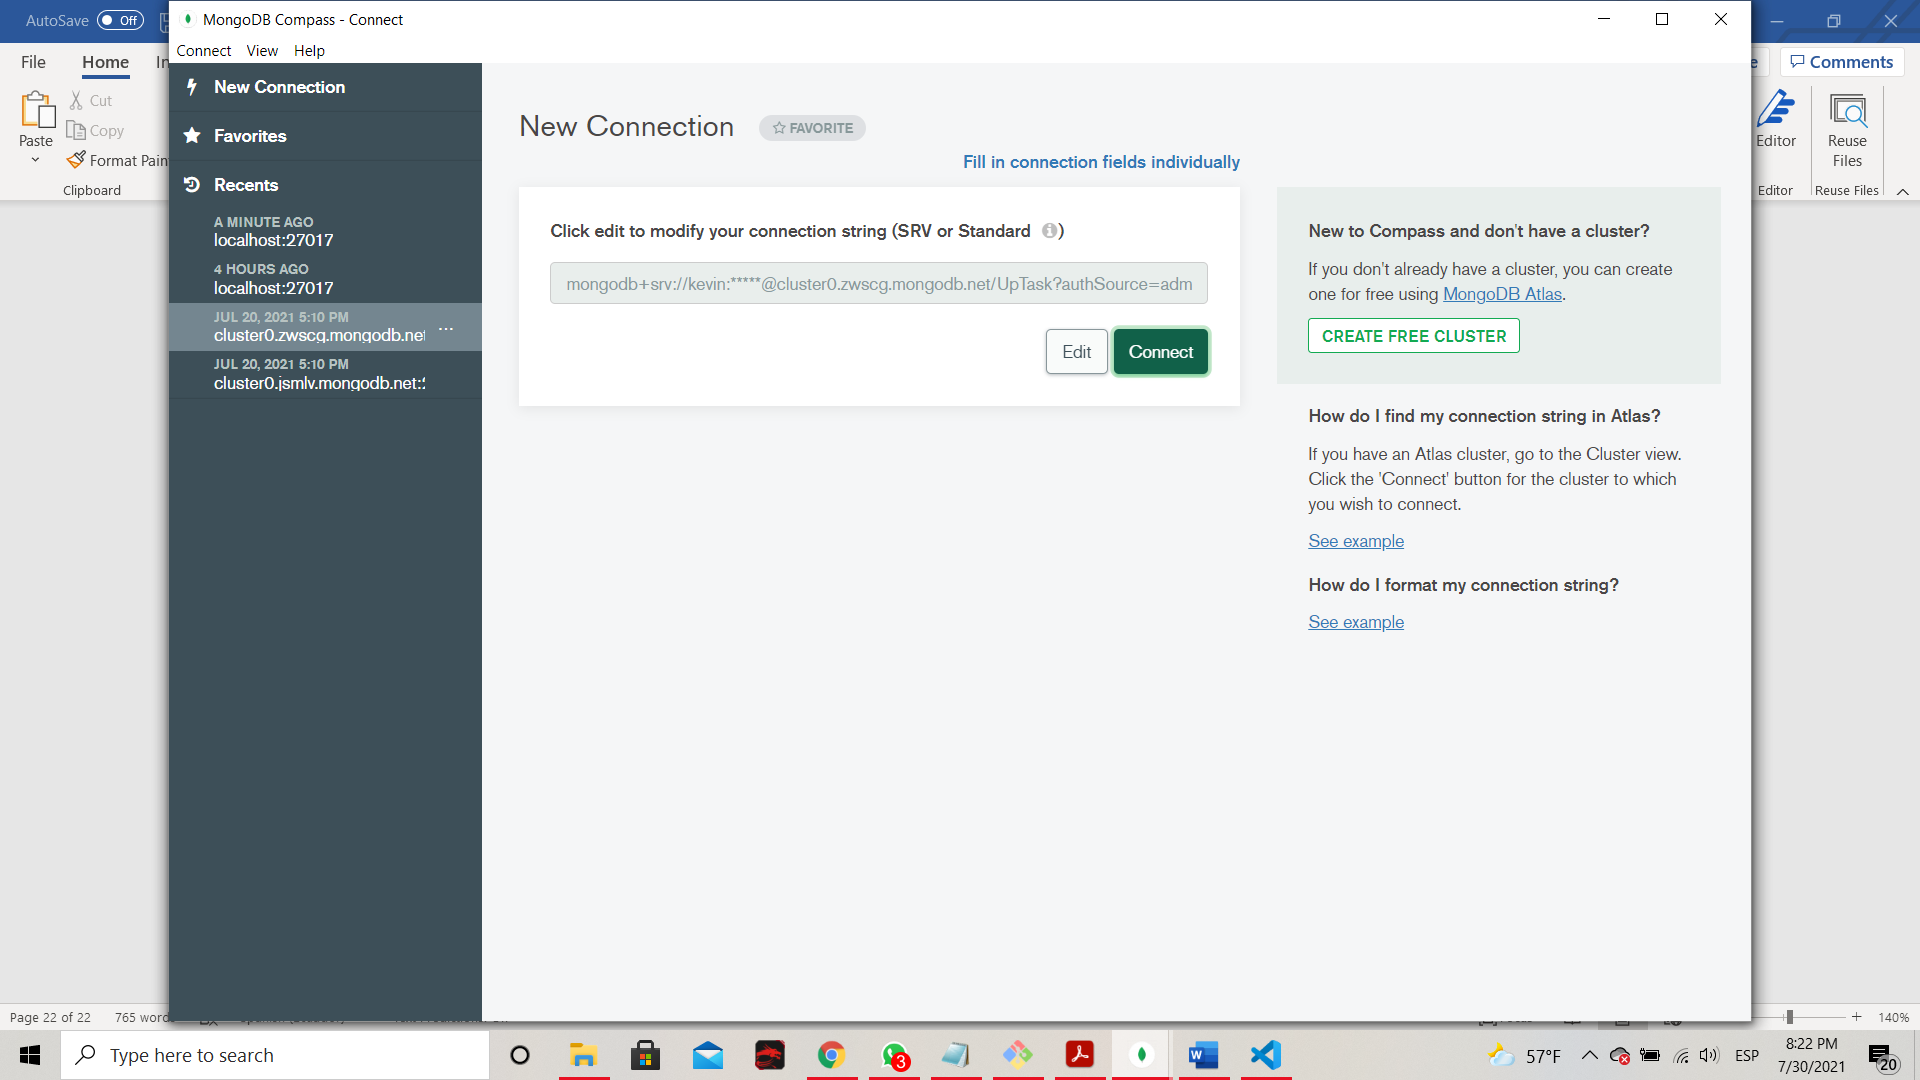 AutoSave Off
MongoDB Compass - Connect
Connect View Help
File Home
Comments
Paste
Cut
Copy
Format Pain
Clipboard
Editor
Editor
Reuse
Files
Reuse Files
New Connection
Favorites
Recents
A MINUTE AGO
localhost:27017
4 HOURS AGO
localhost:27017
JUL 20, 2021 5:10 PM
cluster0.zwscg.mongodb.net ...
JUL 20, 2021 5:10 PM
cluster0.jsmlv.mongodb.net:2
New Connection
FAVORITE
Fill in connection fields individually
Click edit to modify your connection string (SRV or Standard )
mongodb+srv://kevin:*****@cluster0.zwscg.mongodb.net/UpTask?authSource=adm
Edit
Connect
New to Compass and don't have a cluster?
If you don't already have a cluster, you can create
one for free using MongoDB Atlas.
CREATE FREE CLUSTER
How do I find my connection string in Atlas?
If you have an Atlas cluster, go to the Cluster view.
Click the 'Connect' button for the cluster to which
you wish to connect.
See example
How do I format my connection string?
See example
Page 22 of 22 765 words
140%
Type here to search
3
57°F
ESP
8:22 PM
7/30/2021
20